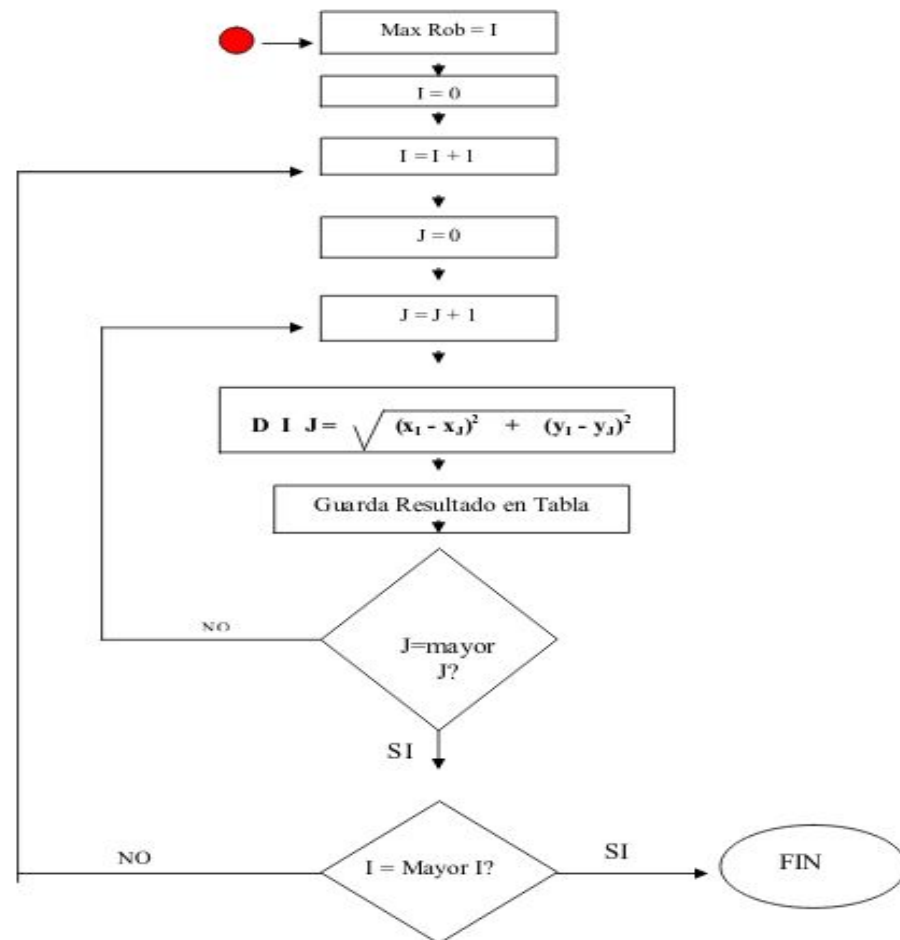 Max Rob = I
I = 0
I = I + 1
J = 0
J = J + 1
D I J = √ (x_I - x_J)² + (y_I - y_J)²
Guarda Resultado en Tabla
NO
J=mayor
J?
SI
NO
I = Mayor I?
SI
FIN